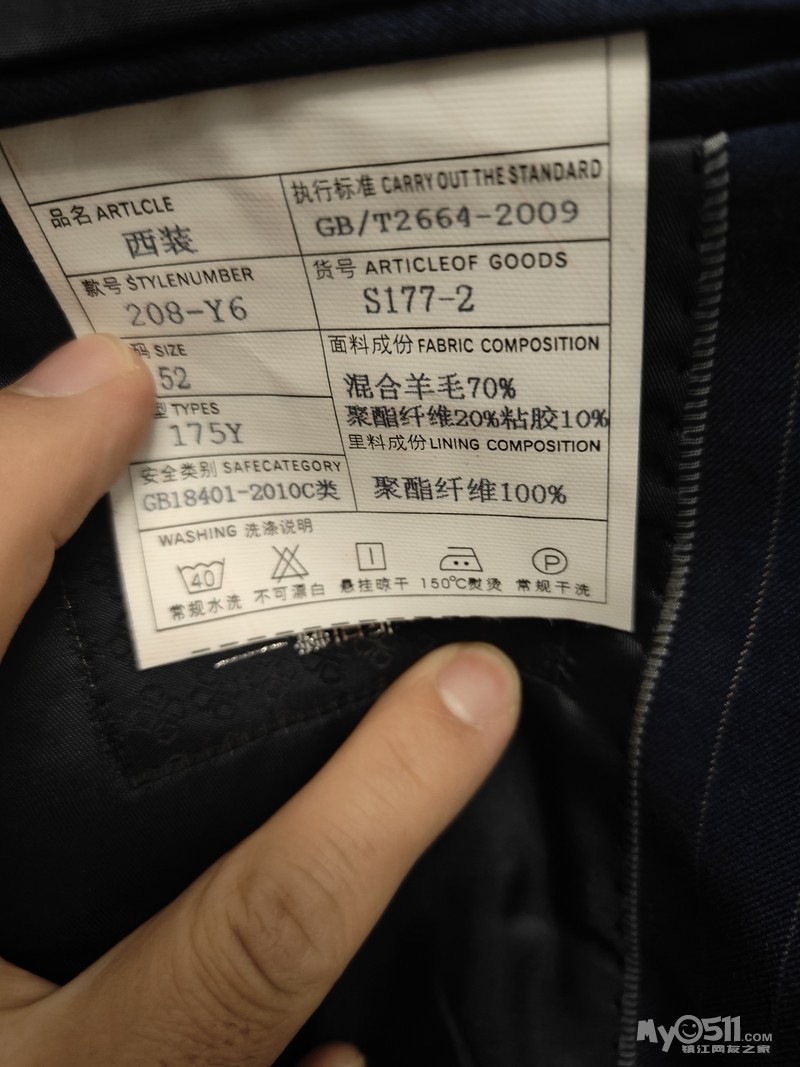 品名 ARTLCLE
西装
执行标准 CARRY OUT THE STANDARD
GB/T2664-2009
款号 STYLENUMBER
208-Y6
货号 ARTICLEOF GOODS
S177-2
码 SIZE
52
面料成份 FABRIC COMPOSITION
混合羊毛70%
聚酯纤维20%粘胶10%
型 TYPES
175Y
里料成份 LINING COMPOSITION
聚酯纤维100%
安全类别 SAFECATEGORY
GB18401-2010C类
WASHING 洗涤说明
40
P
常规水洗 不可漂白 悬挂晾干 150℃熨烫 常规干洗
My0511.COM
镇江网友之家